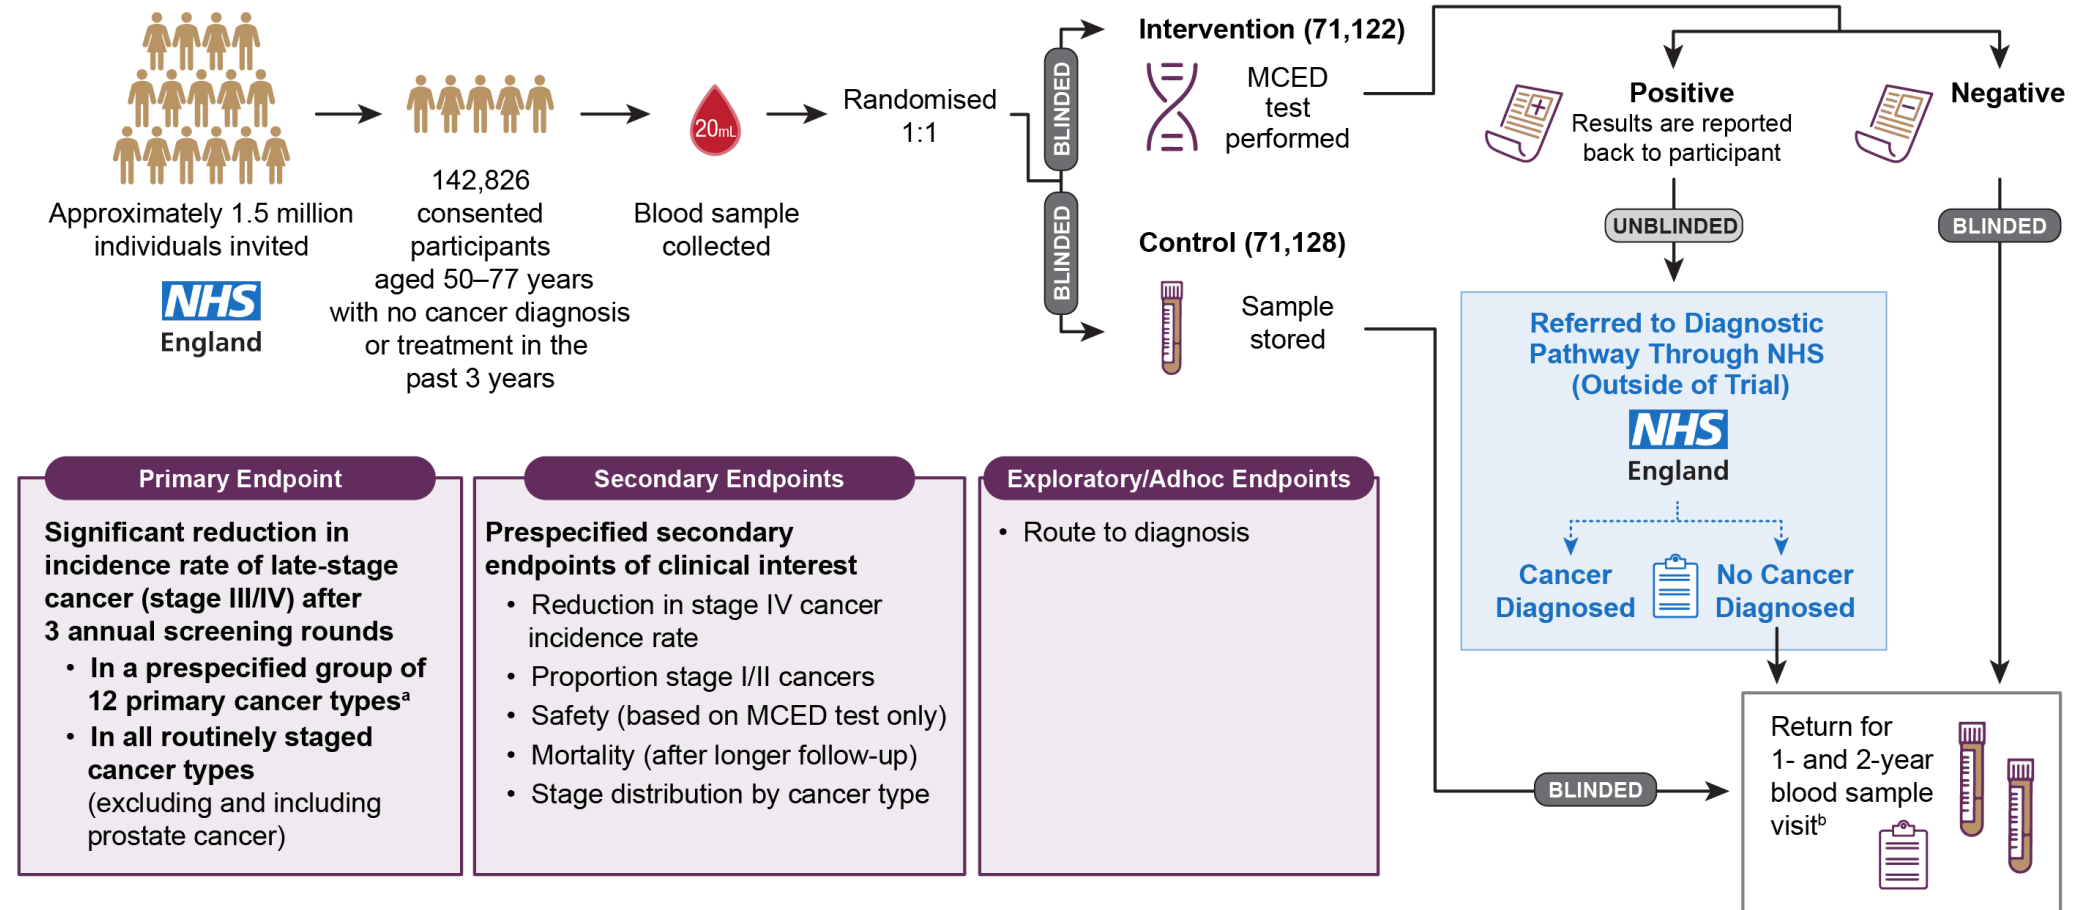 Approximately 1.5 million
individuals invited
NHS
England
142,826
consented
participants
aged 50–77 years
with no cancer diagnosis
or treatment in the
past 3 years
20mL
Blood sample
collected
Randomised
1:1
BLINDED
BLINDED
Intervention (71,122)
MCED
test
performed
Control (71,128)
Sample
stored
Positive
Results are reported
back to participant
UNBLINDED
Negative
BLINDED
Referred to Diagnostic
Pathway Through NHS
(Outside of Trial)
NHS
England
Cancer
Diagnosed
No Cancer
Diagnosed
BLINDED
Return for
1- and 2-year
blood sample
visitᵇ
Primary Endpoint
Significant reduction in
incidence rate of late-stage
cancer (stage III/IV) after
3 annual screening rounds
• In a prespecified group of
12 primary cancer typesᵃ
• In all routinely staged
cancer types
(excluding and including
prostate cancer)
Secondary Endpoints
Prespecified secondary
endpoints of clinical interest
• Reduction in stage IV cancer
incidence rate
• Proportion stage I/II cancers
• Safety (based on MCED test only)
• Mortality (after longer follow-up)
• Stage distribution by cancer type
Exploratory/Adhoc Endpoints
• Route to diagnosis